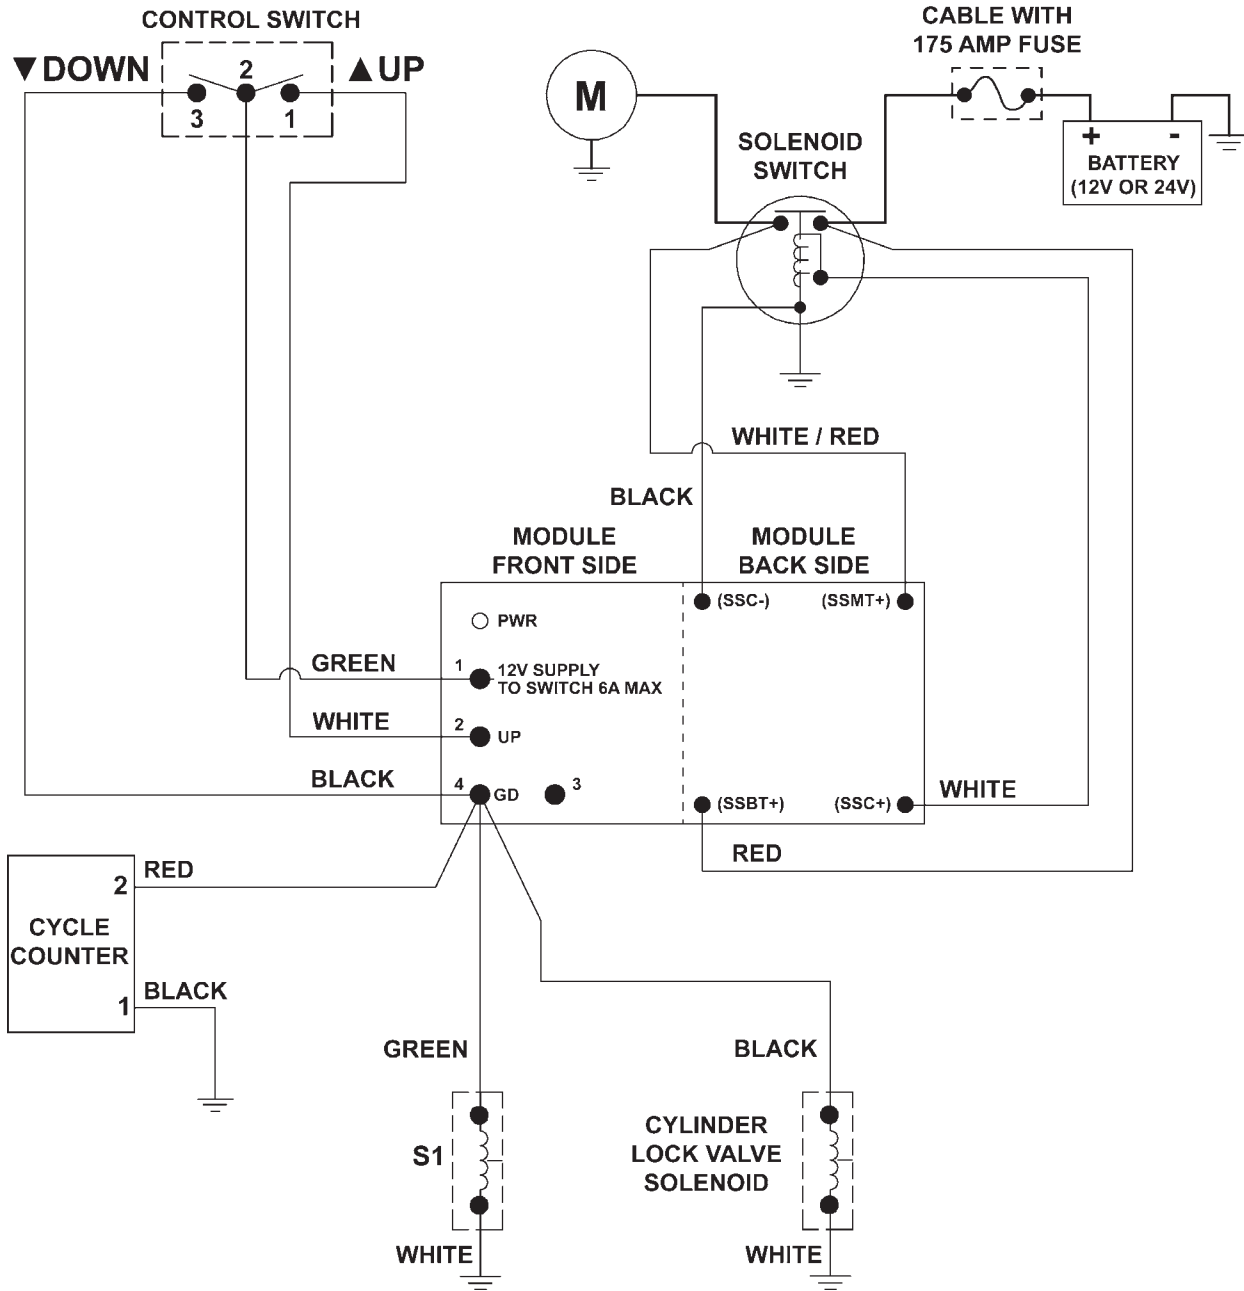 CONTROL SWITCH
▼DOWN
2
▲UP
3
1
M
CABLE WITH
175 AMP FUSE
SOLENOID
SWITCH
+
-
BATTERY
(12V OR 24V)
WHITE / RED
BLACK
MODULE
FRONT SIDE
MODULE
BACK SIDE
(SSC-)
(SSMT+)
PWR
GREEN
1
12V SUPPLY
TO SWITCH 6A MAX
WHITE
2
UP
BLACK
4
GD
3
(SSBT+)
(SSC+)
WHITE
RED
RED
2
CYCLE
COUNTER
1
BLACK
GREEN
BLACK
S1
CYLINDER
LOCK VALVE
SOLENOID
WHITE
WHITE